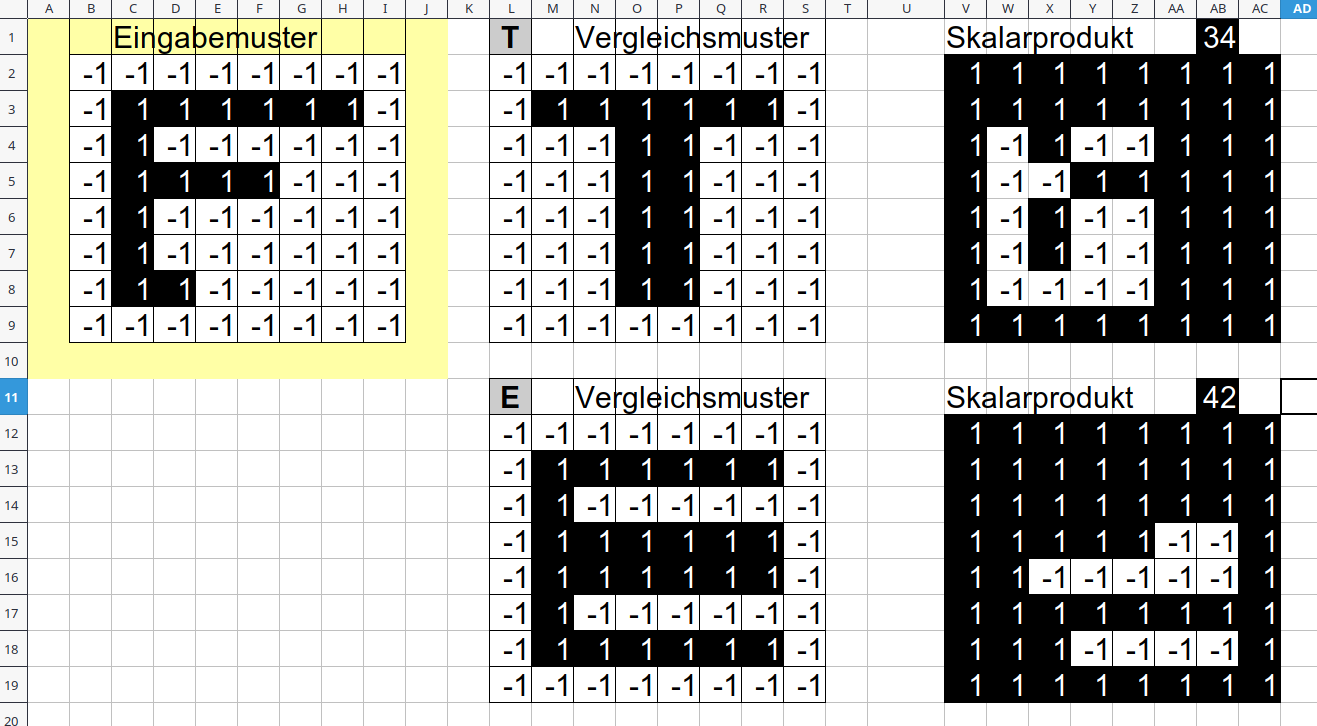 A B C D E F G H I J K L M N O P Q R S T U V W X Y Z AA AB AC AD
1 Eingabemuster T Vergleichsmuster Skalarprodukt 34
2 -1 -1 -1 -1 -1 -1 -1 -1 -1 -1 -1 -1 -1 -1 -1 -1 1 1 1 1 1 1 1 1
3 -1 1 1 1 1 1 1 -1 -1 1 1 1 1 1 1 -1 1 1 1 1 1 1 1 1
4 -1 1 -1 -1 -1 -1 -1 -1 -1 -1 -1 1 1 -1 -1 -1 1 -1 1 -1 -1 1 1 1
5 -1 1 1 1 1 -1 -1 -1 -1 -1 -1 1 1 -1 -1 -1 1 -1 -1 1 1 1 1 1
6 -1 1 -1 -1 -1 -1 -1 -1 -1 -1 -1 1 1 -1 -1 -1 1 -1 1 -1 -1 1 1 1
7 -1 1 -1 -1 -1 -1 -1 -1 -1 -1 -1 1 1 -1 -1 -1 1 -1 1 -1 -1 1 1 1
8 -1 1 1 -1 -1 -1 -1 -1 -1 -1 -1 1 1 -1 -1 -1 1 -1 -1 -1 -1 1 1 1
9 -1 -1 -1 -1 -1 -1 -1 -1 -1 -1 -1 -1 -1 -1 -1 -1 1 1 1 1 1 1 1 1
10
11 E Vergleichsmuster Skalarprodukt 42
12 -1 -1 -1 -1 -1 -1 -1 -1 1 1 1 1 1 1 1 1
13 -1 1 1 1 1 1 1 -1 1 1 1 1 1 1 1 1
14 -1 1 -1 -1 -1 -1 -1 -1 1 1 1 1 1 1 1 1
15 -1 1 1 1 1 1 1 -1 1 1 1 1 1 -1 -1 1
16 -1 1 1 1 1 1 1 -1 1 1 -1 -1 -1 -1 -1 1
17 -1 1 -1 -1 -1 -1 -1 -1 1 1 1 1 1 1 1 1
18 -1 1 1 1 1 1 1 -1 1 1 1 -1 -1 -1 -1 1
19 -1 -1 -1 -1 -1 -1 -1 -1 1 1 1 1 1 1 1 1
20